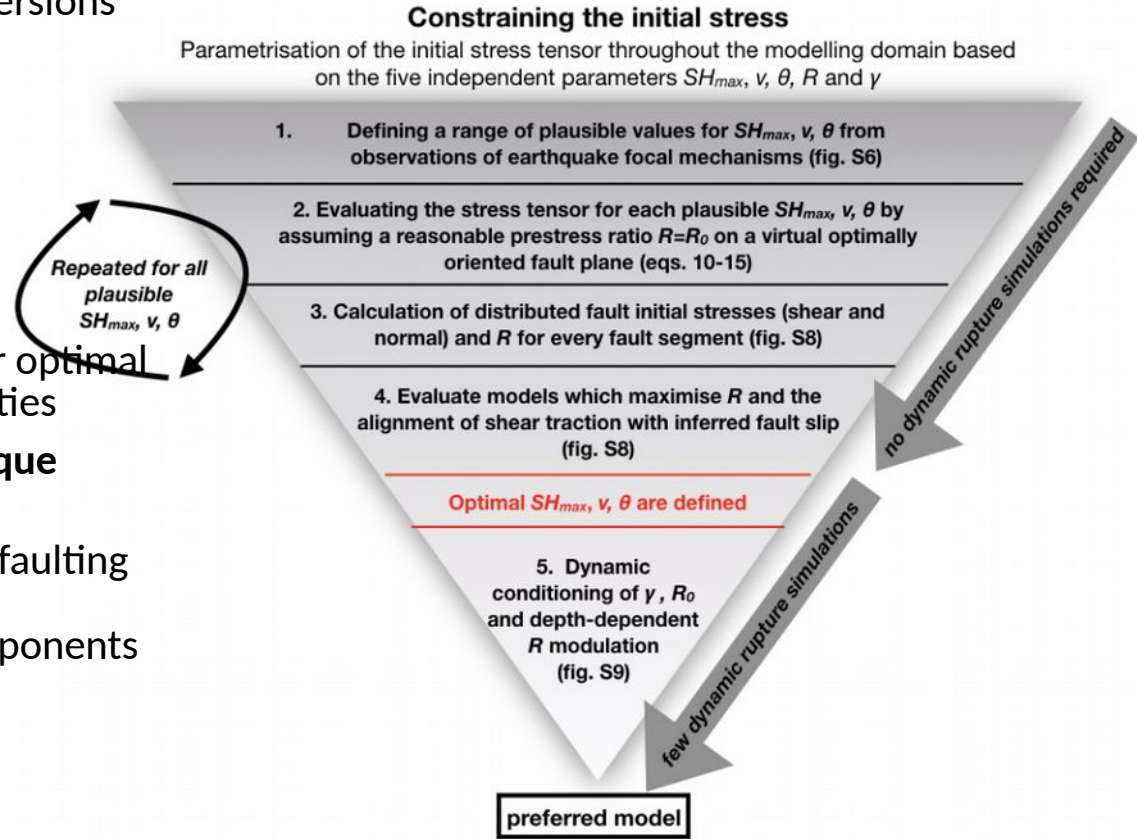 ersions
Constraining the initial stress
Parametrisation of the initial stress tensor throughout the modelling domain based
on the five independent parameters SHmax, ν, θ, R and γ
1. Defining a range of plausible values for SHmax, ν, θ from
observations of earthquake focal mechanisms (fig. S6)
2. Evaluating the stress tensor for each plausible SHmax, ν, θ by
assuming a reasonable prestress ratio R=R₀ on a virtual optimally
oriented fault plane (eqs. 10-15)
Repeated for all
plausible
SHmax, ν, θ
3. Calculation of distributed fault initial stresses (shear and
normal) and R for every fault segment (fig. S8)
r optimal
ties
4. Evaluate models which maximise R and the
alignment of shear traction with inferred fault slip
(fig. S8)
que
Optimal SHmax, ν, θ are defined
faulting
5. Dynamic
conditioning of γ , R₀
and depth-dependent
R modulation
(fig. S9)
ponents
no dynamic rupture simulations required
few dynamic rupture simulations
preferred model